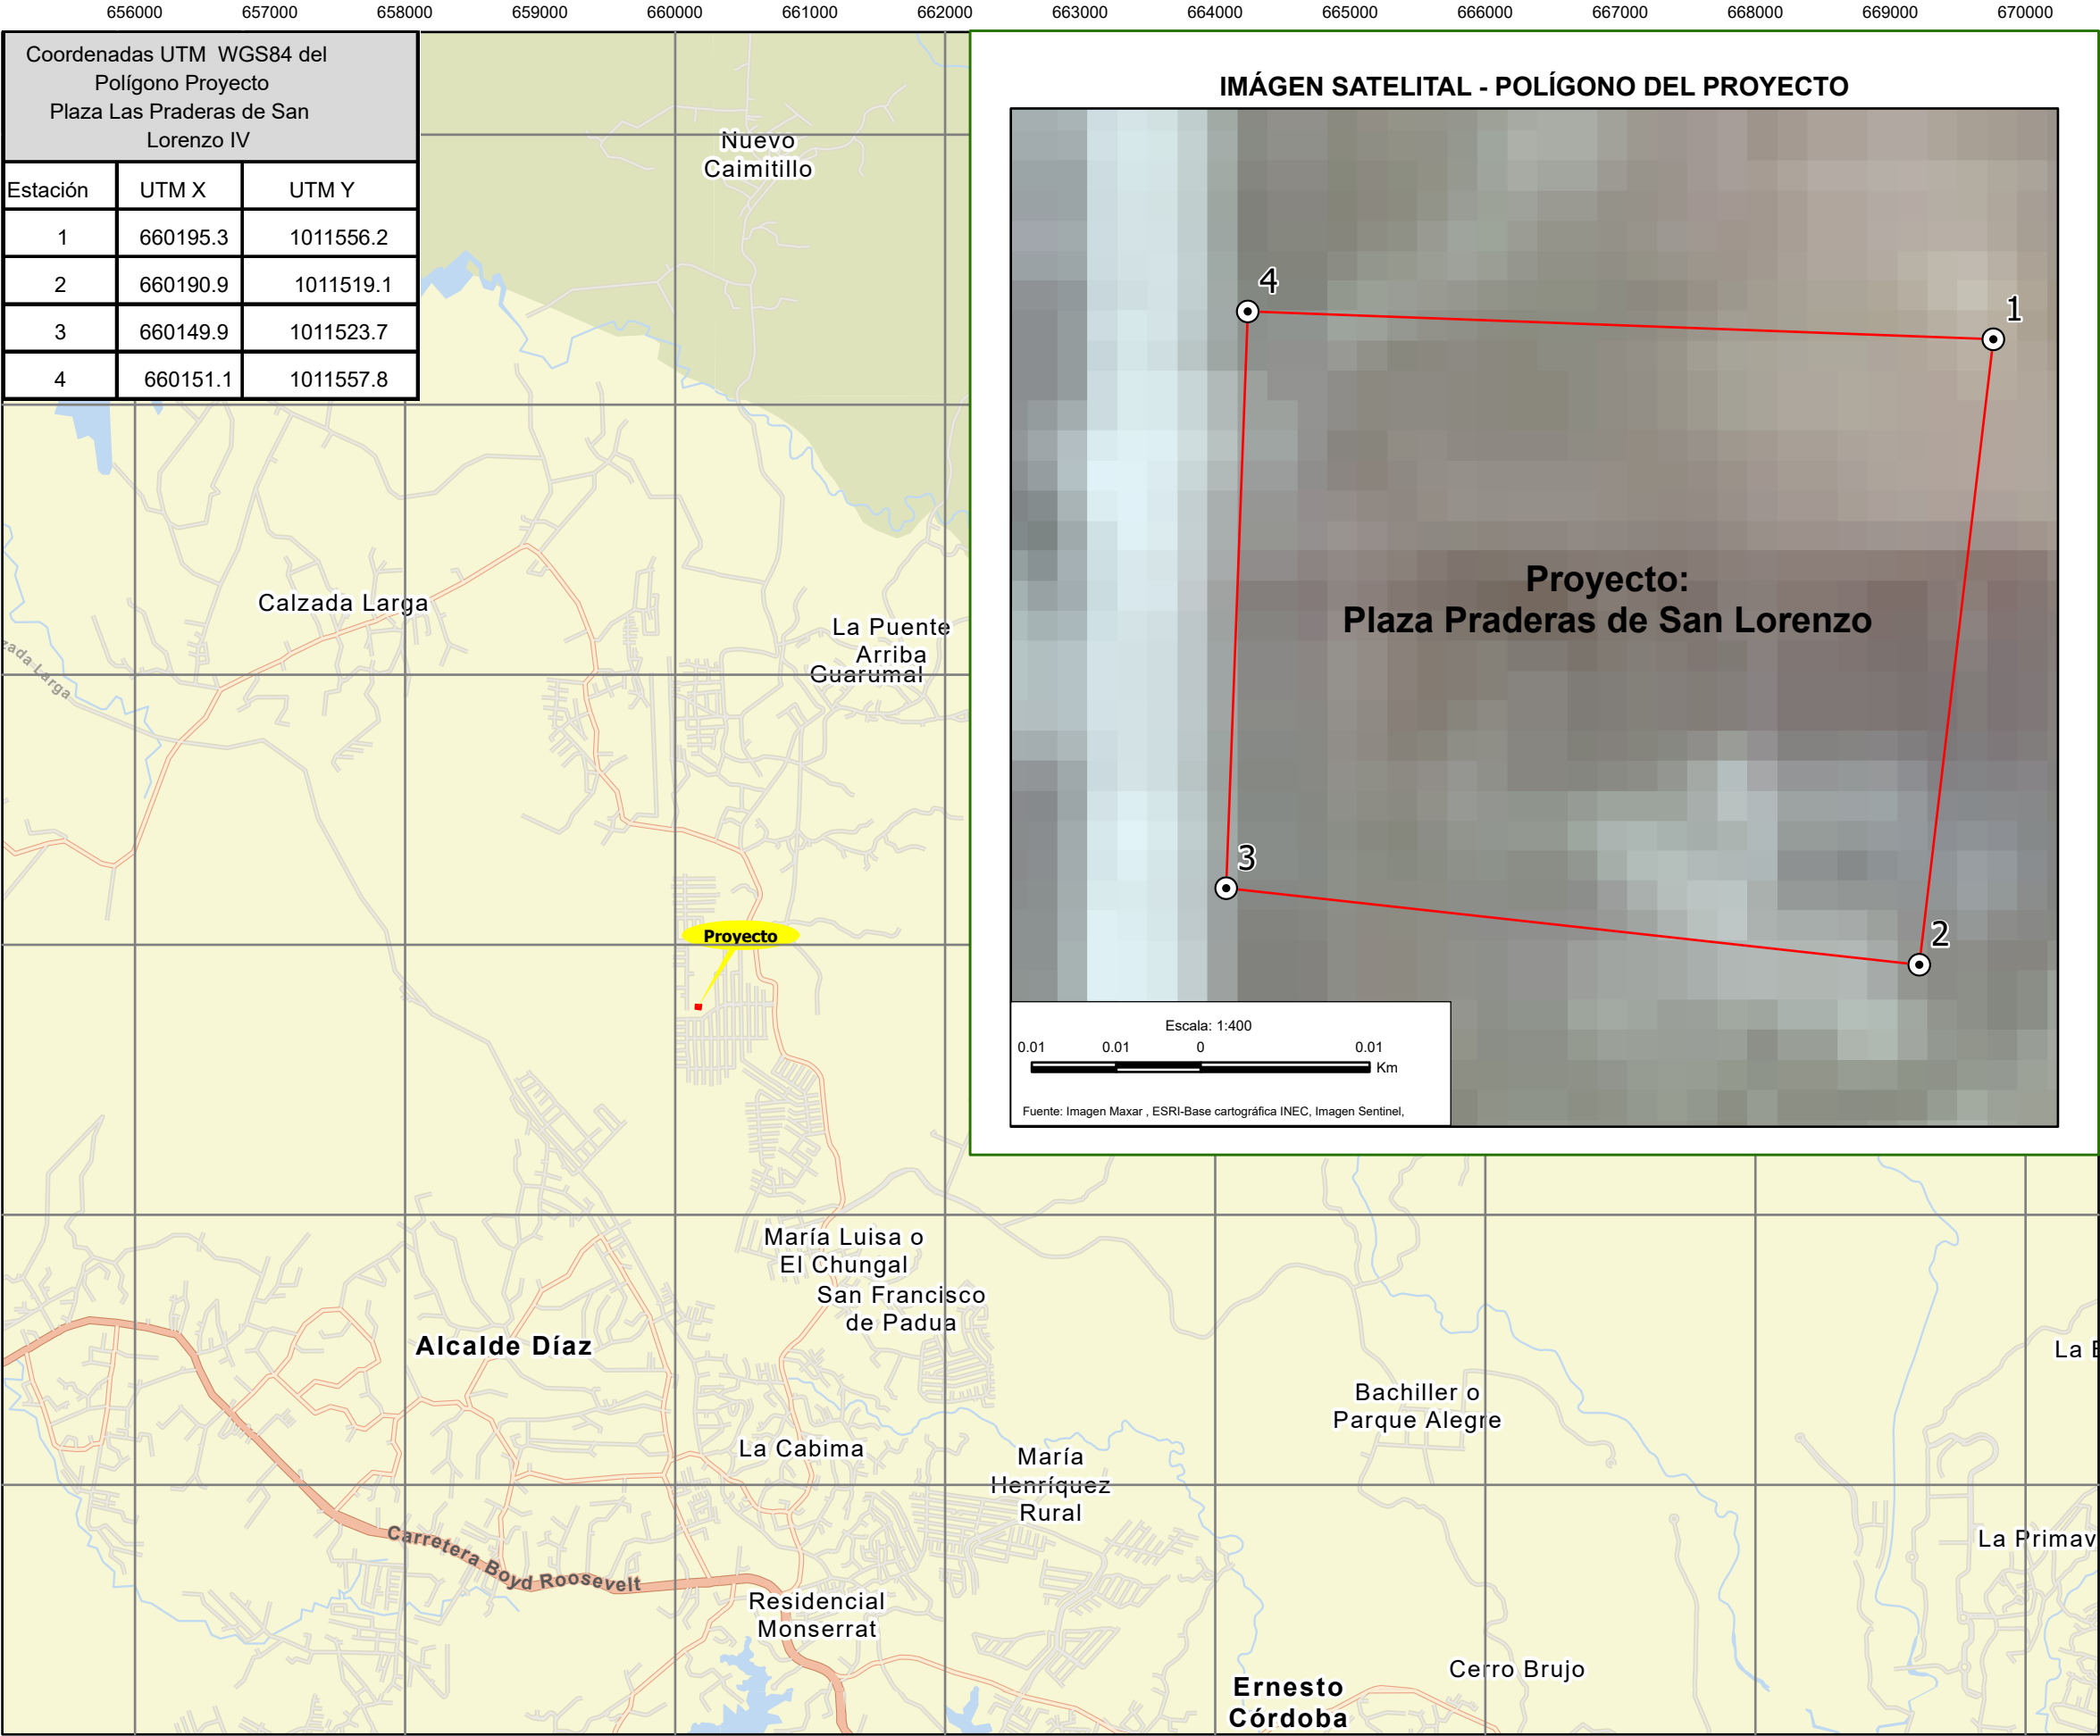 656000 657000 658000 659000 660000 661000 662000 663000 664000 665000 666000 667000 668000 669000 670000
Coordenadas UTM WGS84 del
Polígono Proyecto
Plaza Las Praderas de San
Lorenzo IV
Estación UTM X UTM Y
1 660195.3 1011556.2
2 660190.9 1011519.1
3 660149.9 1011523.7
4 660151.1 1011557.8
IMÁGEN SATELITAL - POLÍGONO DEL PROYECTO
4
1
Proyecto:
Plaza Praderas de San Lorenzo
3
2
Escala: 1:400
0.01 0.01 0 0.01
Km
Fuente: Imagen Maxar , ESRI-Base cartográfica INEC, Imagen Sentinel,
Nuevo
Caimitillo
Calzada Larga
La Puente
Arriba
Guarumal
zada Larga
Proyecto
María Luisa o
El Chungal
San Francisco
de Padua
Alcalde Díaz
La Cabima
María
Henríquez
Rural
Bachiller o
Parque Alegre
La
La Primav
Carretera Boyd Roosevelt
Residencial
Monserrat
Cerro Brujo
Ernesto
Córdoba